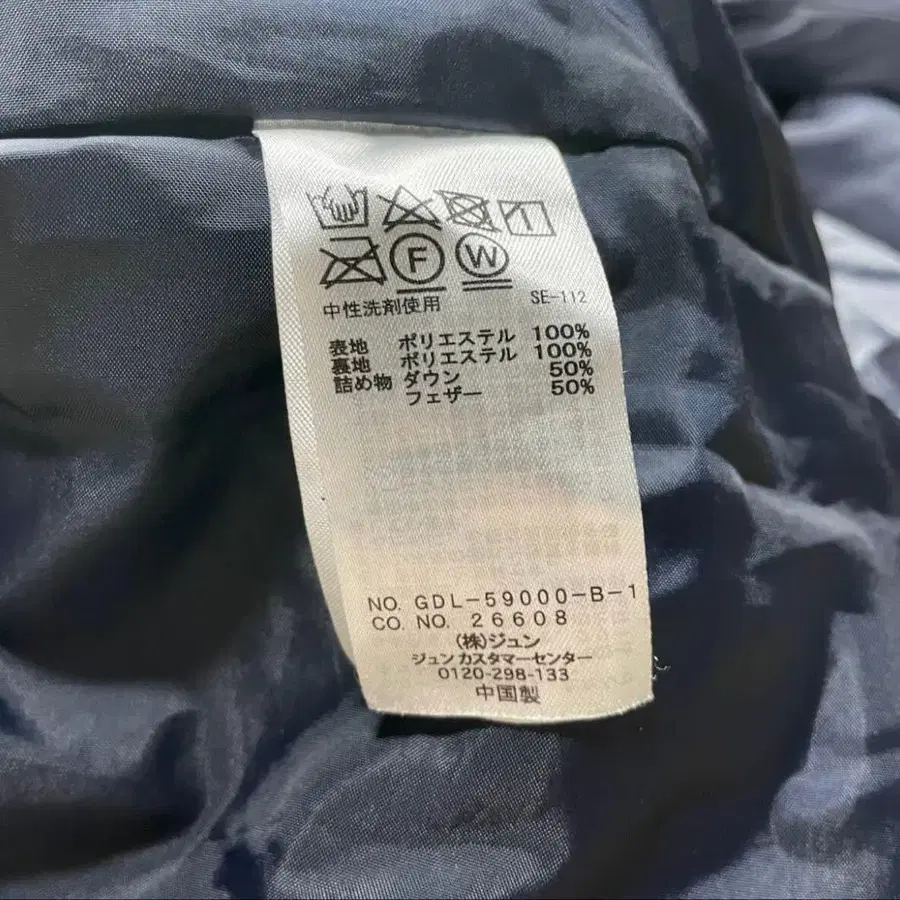 F W
中性洗剤使用 SE-112
表地 ポリエステル 100%
裏地 ポリエステル 100%
詰め物 ダウン 50%
フェザー 50%
NO. GDL-59000-B-1
CO. NO. 26608
(株)ジュン
ジュン カスタマーセンター
0120-298-133
中国製